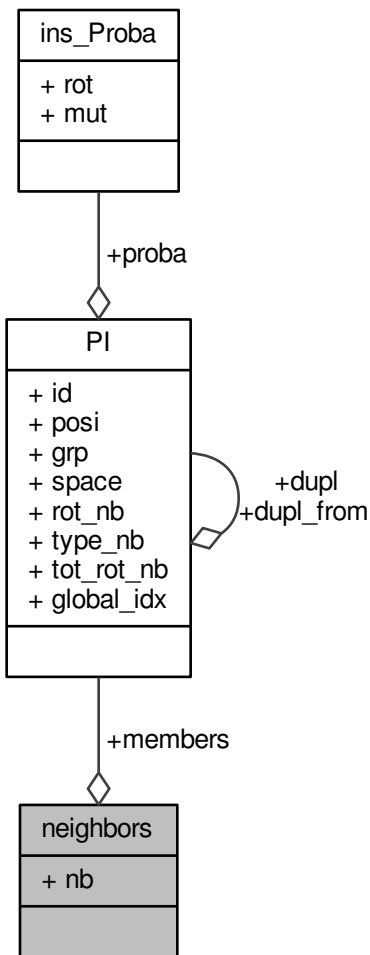 ins_Proba
+ rot
+ mut
+proba
PI
+ id
+ posi
+ grp
+ space
+ rot_nb
+ type_nb
+ tot_rot_nb
+ global_idx
+dupl
+dupl_from
+members
neighbors
+ nb